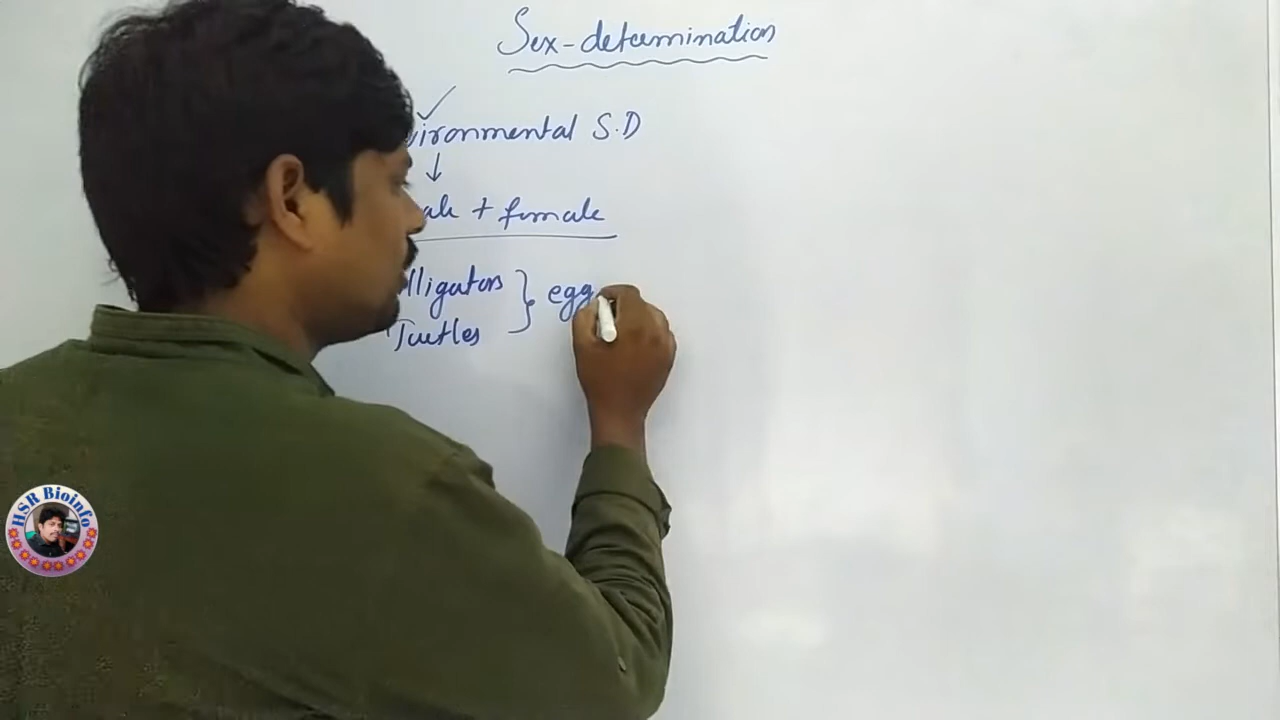 Sex-determination
vironmental S.D
ale + female
lligators
Turtles
} egg
HSR Bioinfo